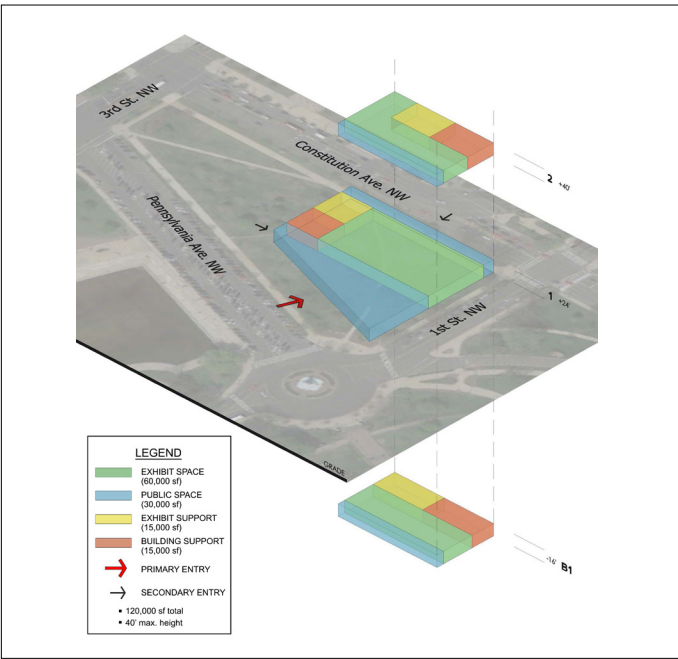 3rd St. NW
Constitution Ave. NW
2 +40
Pennsylvania Ave. NW
1
1st St. NW
GRADE
B1
LEGEND
EXHIBIT SPACE
(60,000 sf)
PUBLIC SPACE
(30,000 sf)
EXHIBIT SUPPORT
(15,000 sf)
BUILDING SUPPORT
(15,000 sf)
PRIMARY ENTRY
SECONDARY ENTRY
▪ 120,000 sf total
▪ 40' max. height